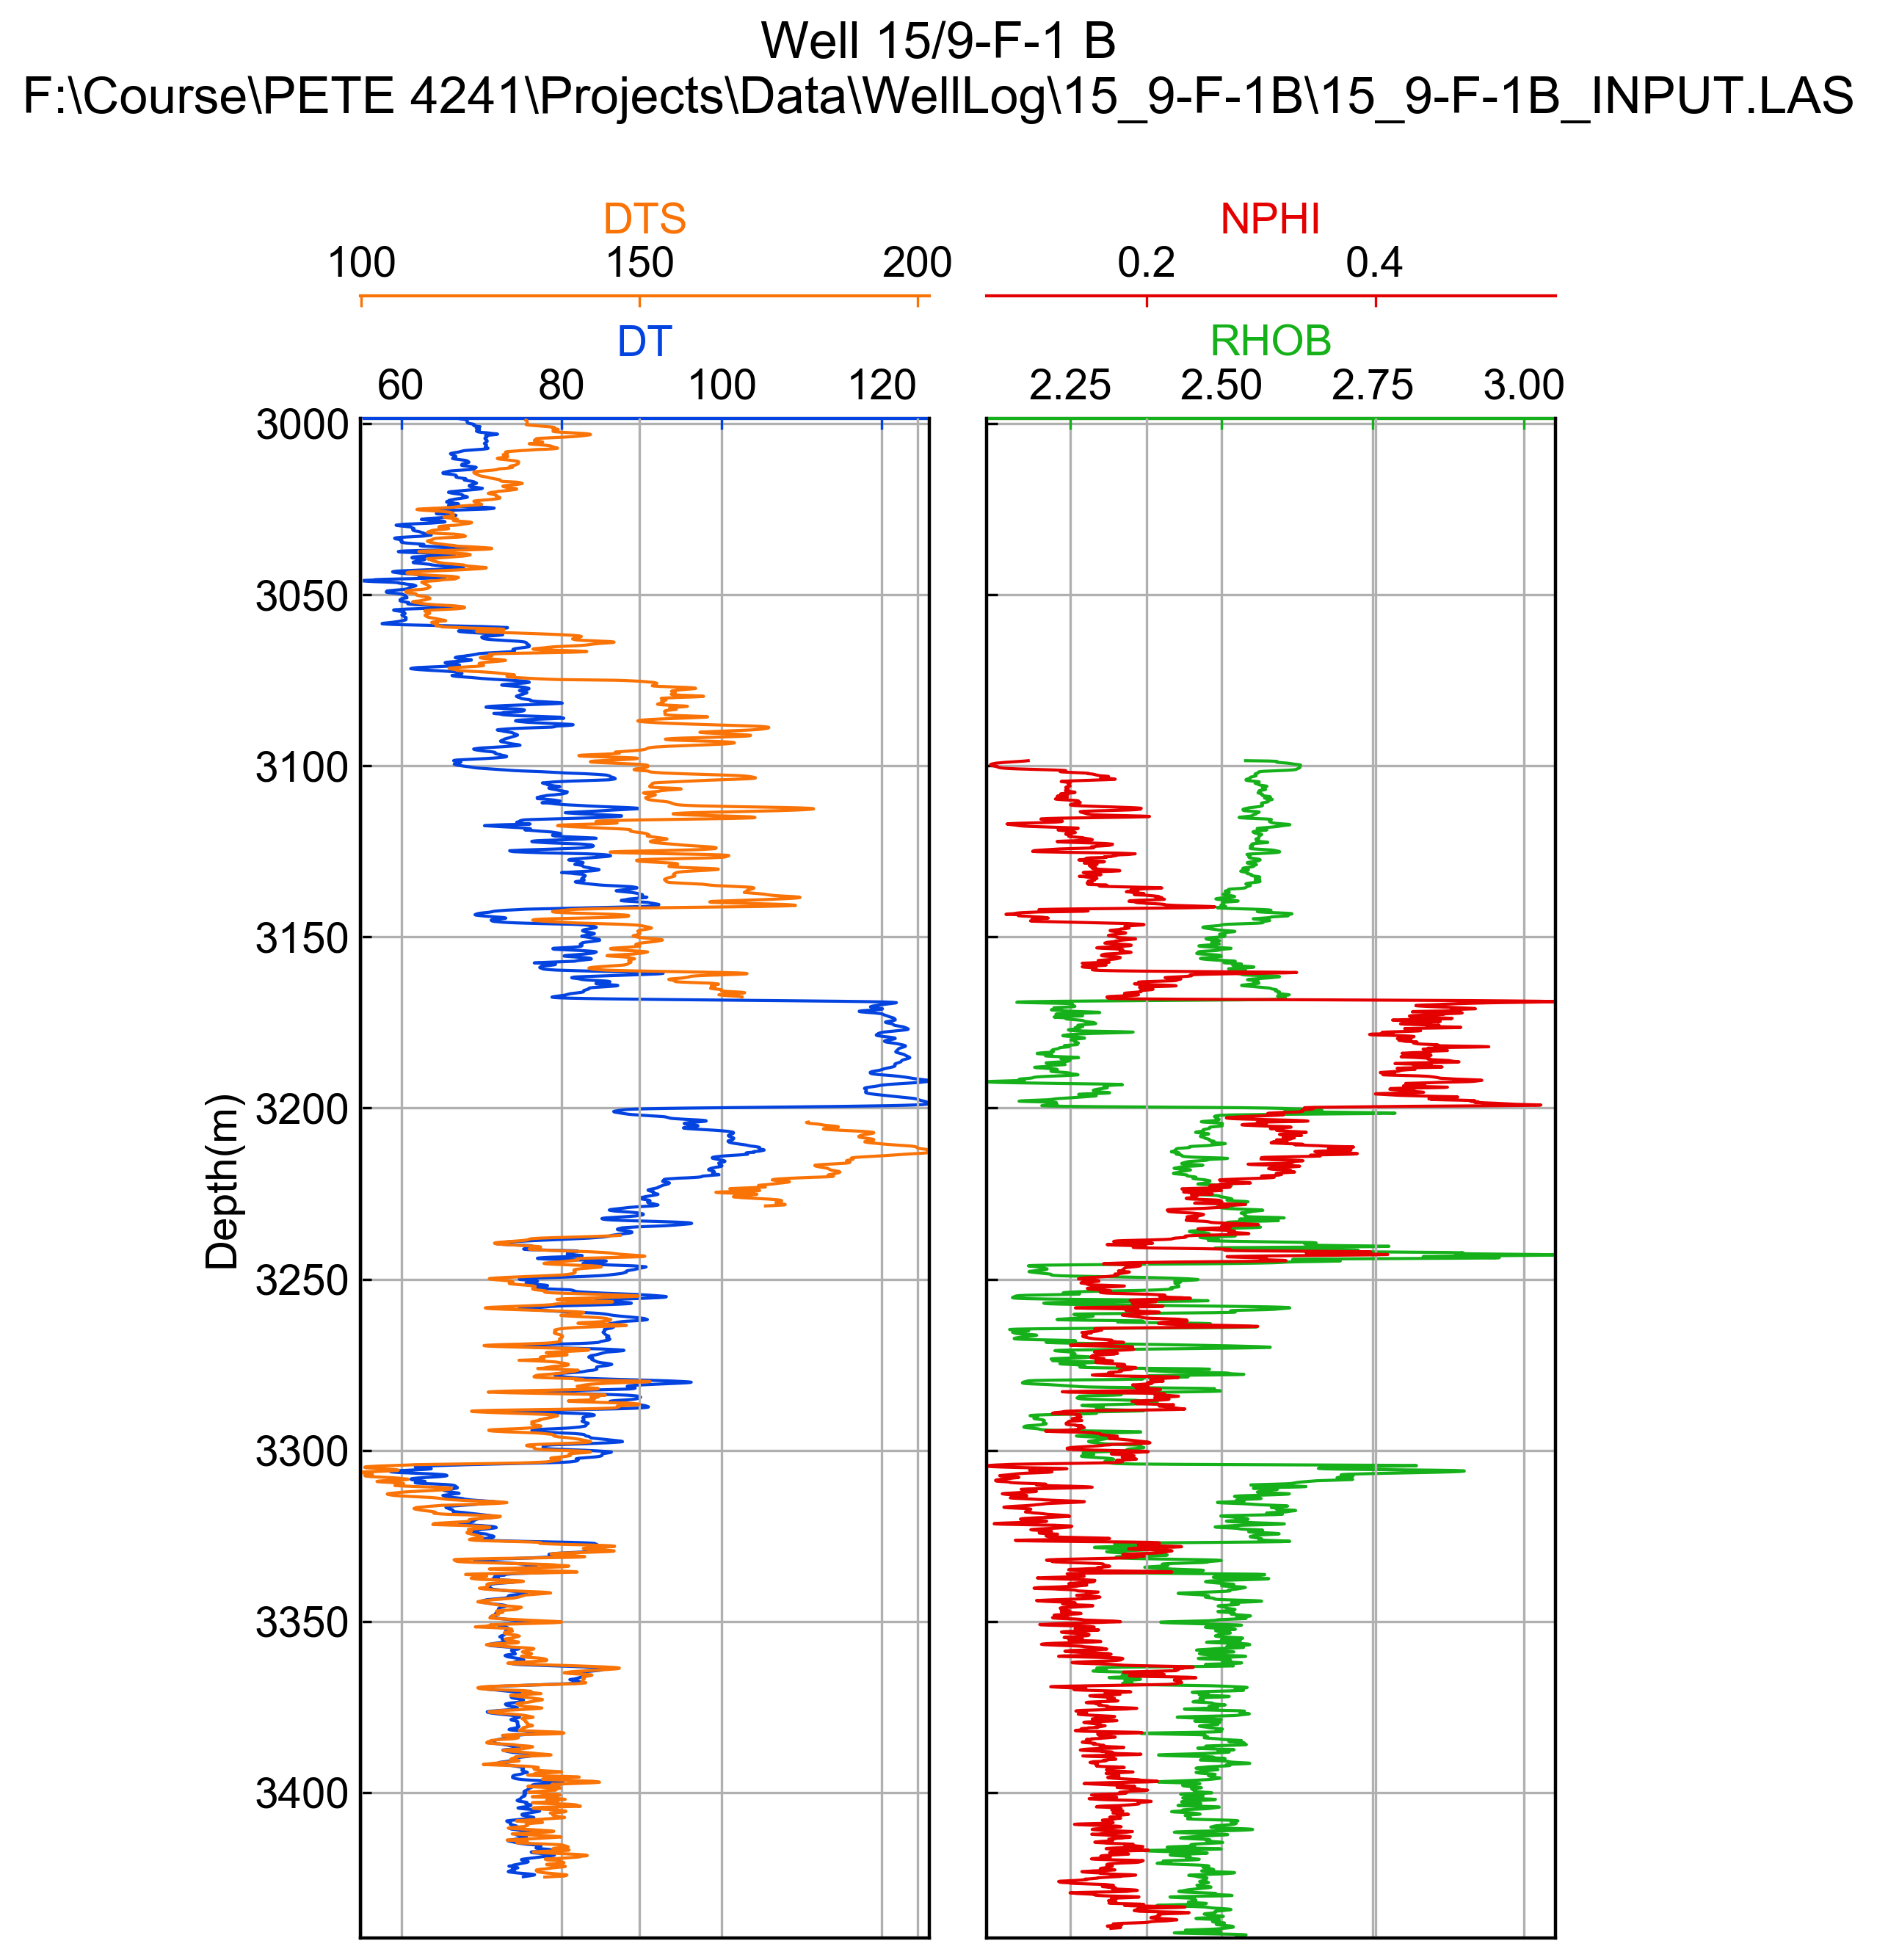 Well 15/9-F-1 B
F:\Course\PETE 4241\Projects\Data\WellLog\15_9-F-1B\15_9-F-1B_INPUT.LAS
DTS
100 150 200
DT
60 80 100 120
NPHI
0.2 0.4
RHOB
2.25 2.50 2.75 3.00
Depth(m)
3000
3050
3100
3150
3200
3250
3300
3350
3400